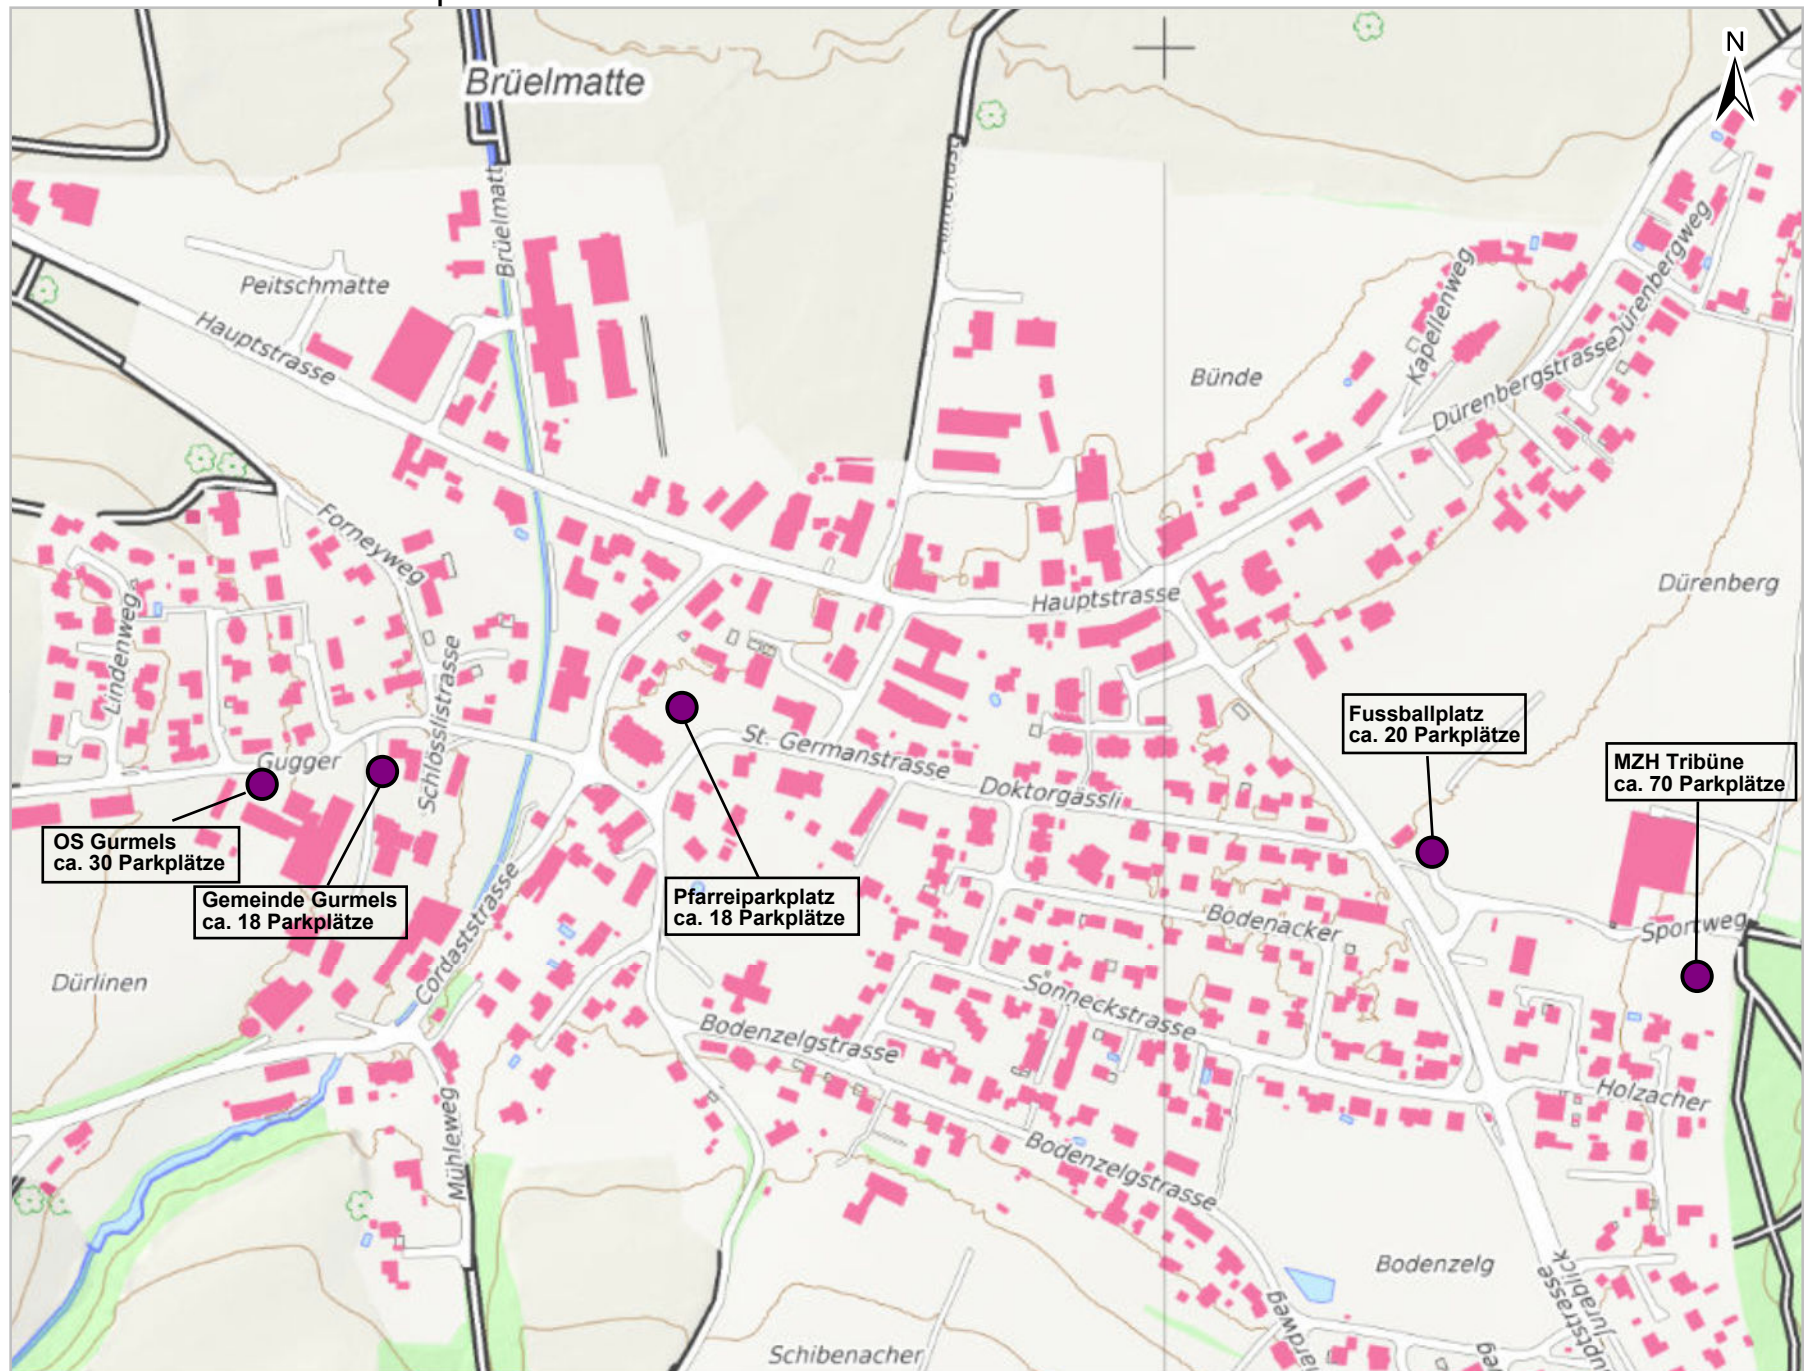 N
Brüelmatte
Brüelmatt
Peitschmatte
Hauptstrasse
Bünde
Kapellenweg
Dürenbergweg
Dürenbergstrasse
Forneyweg
Lindenweg
Schlösslistrasse
Hauptstrasse
Dürenberg
Gugger
St. Germanstrasse
Doktorgässli
Fussballplatz
ca. 20 Parkplätze
MZH Tribüne
ca. 70 Parkplätze
OS Gurmels
ca. 30 Parkplätze
Gemeinde Gurmels
ca. 18 Parkplätze
Pfarreiparkplatz
ca. 18 Parkplätze
Bodenacker
Sportweg
Cordaststrasse
Dürlinen
Sonneckstrasse
Bodenzelgstrasse
Holzacher
Mühleweg
Bodenzelgstrasse
Bodenzelg
Jurablick
Schibenacher